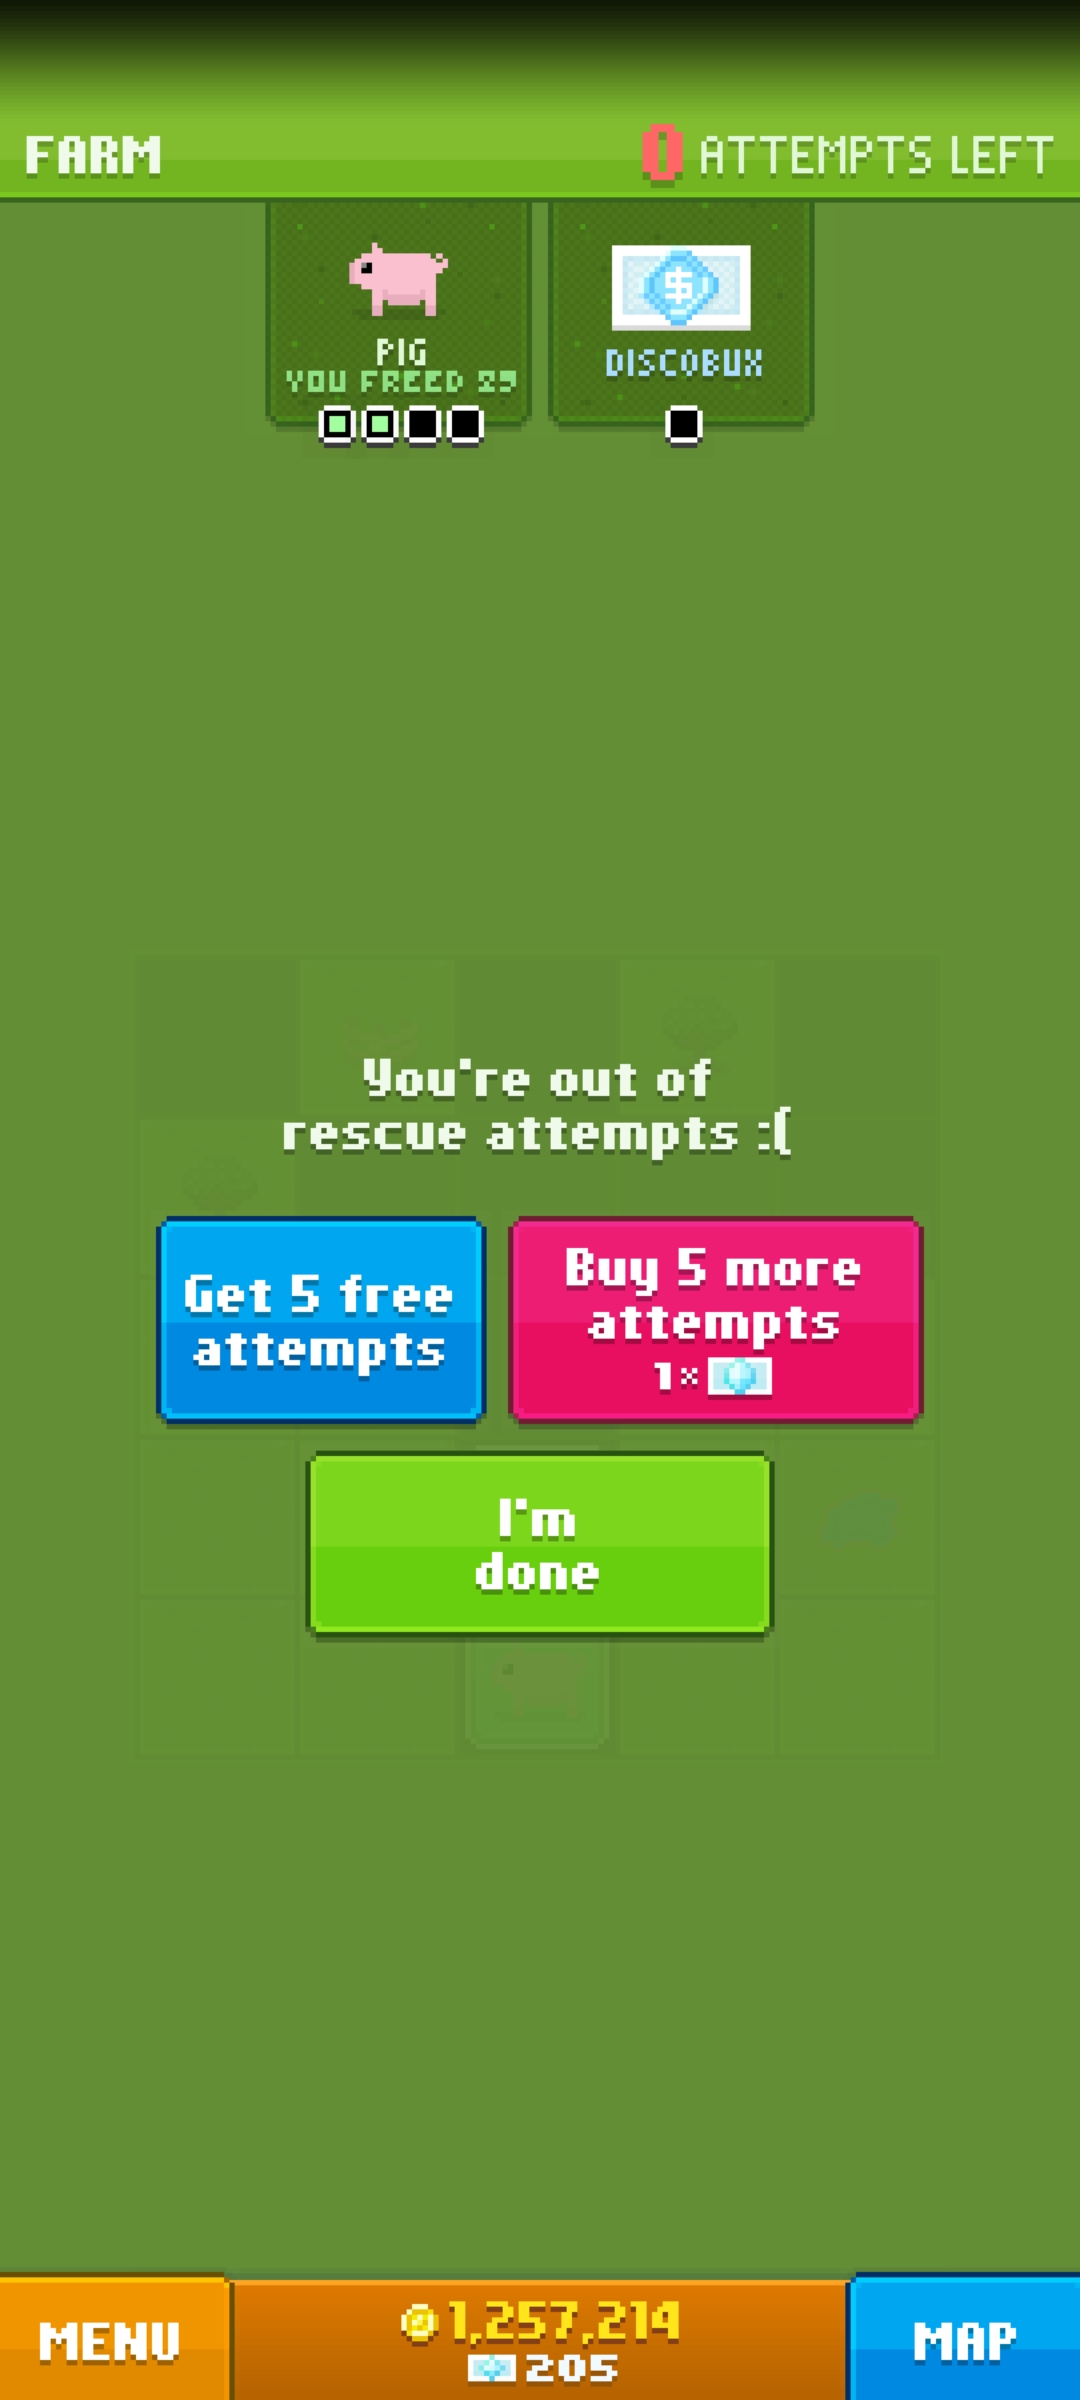 FARM
0 ATTEMPTS LEFT
PIG
YOU FREED 29
$
DISCOBUX
You're out of
rescue attempts :(
Get 5 free
attempts
Buy 5 more
attempts
1×
I'm
done
MENU
1,257,214
205
MAP